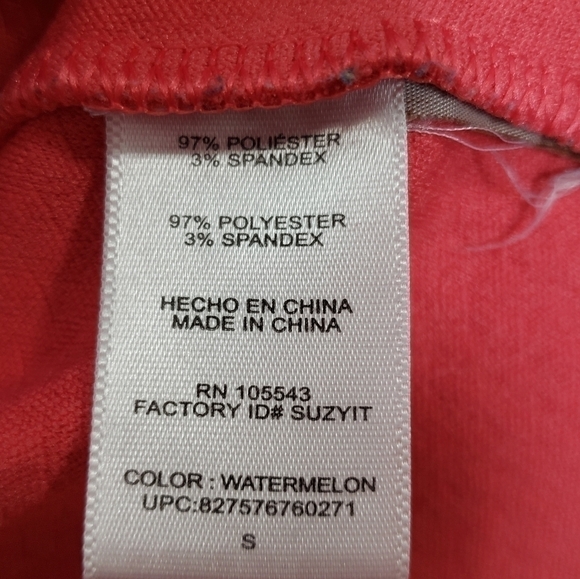 97% POLIÉSTER
3% SPANDEX
97% POLYESTER
3% SPANDEX
HECHO EN CHINA
MADE IN CHINA
RN 105543
FACTORY ID# SUZYIT
COLOR : WATERMELON
UPC:827576760271
S